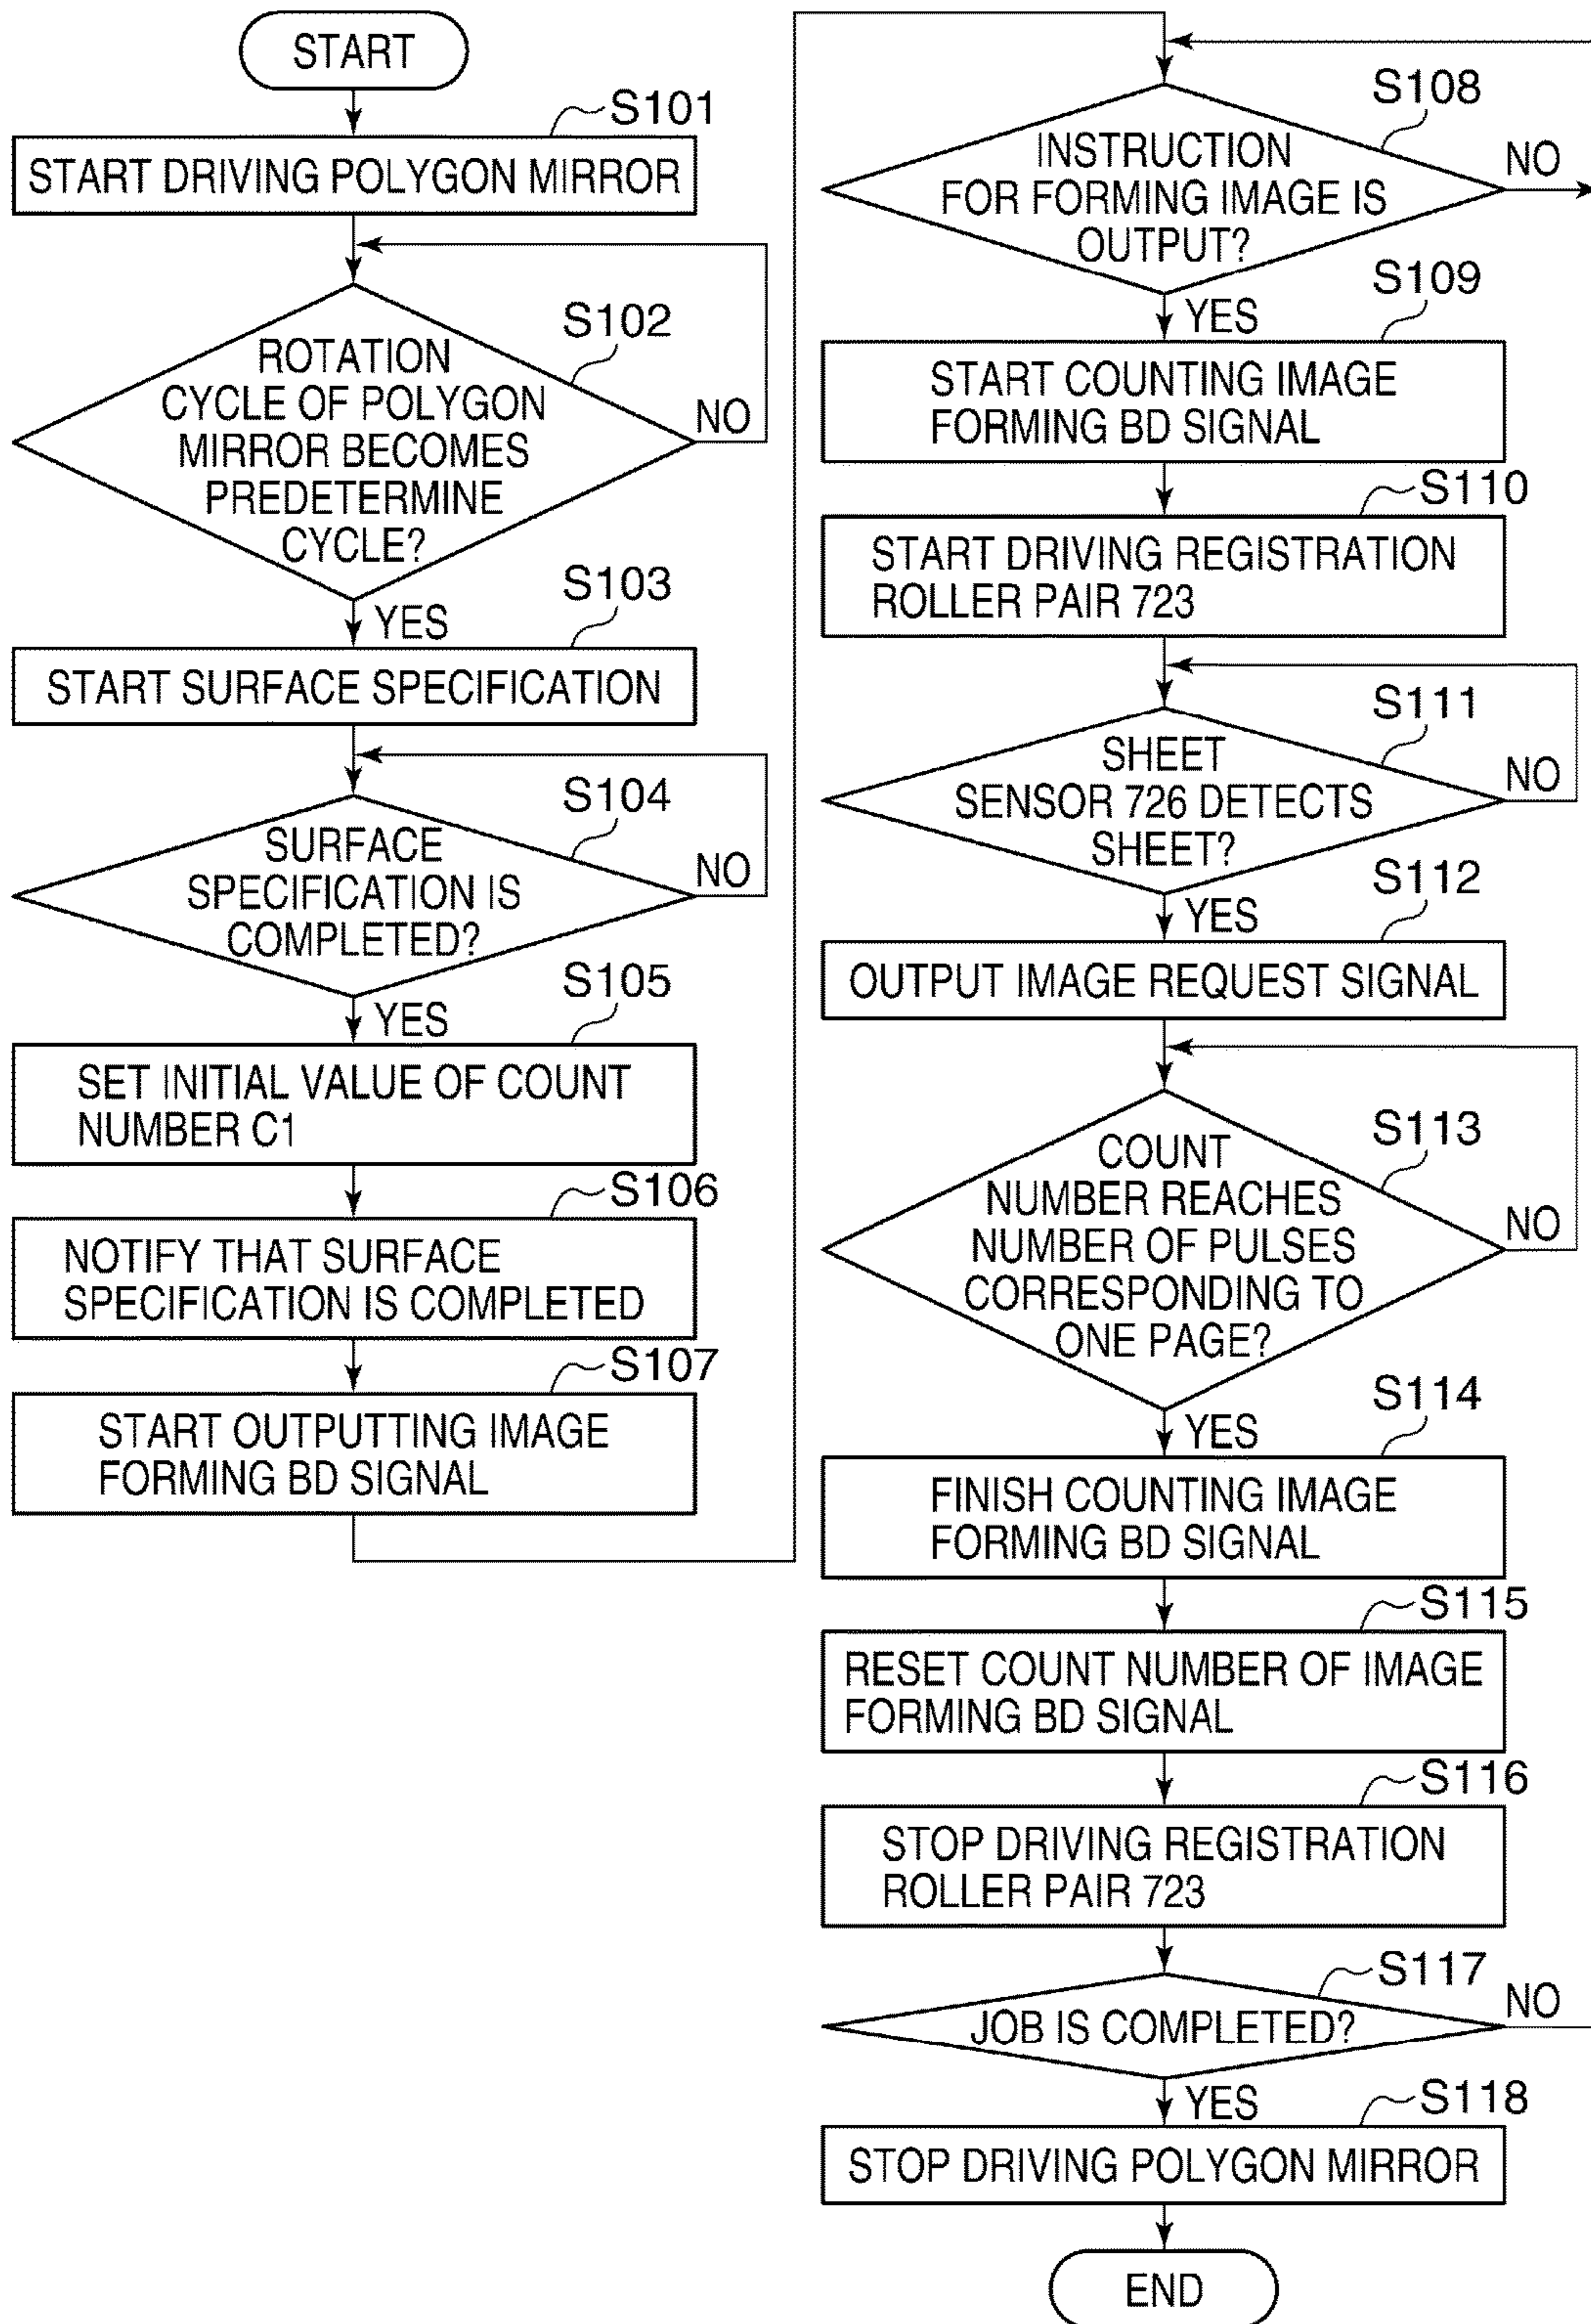 START
S101
START DRIVING POLYGON MIRROR
S102
ROTATION
CYCLE OF POLYGON
MIRROR BECOMES
PREDETERMINE
CYCLE?
NO
YES
S103
START SURFACE SPECIFICATION
S104
SURFACE
SPECIFICATION IS
COMPLETED?
NO
YES
S105
SET INITIAL VALUE OF COUNT
NUMBER C1
S106
NOTIFY THAT SURFACE
SPECIFICATION IS COMPLETED
S107
START OUTPUTTING IMAGE
FORMING BD SIGNAL
S108
INSTRUCTION
FOR FORMING IMAGE IS
OUTPUT?
NO
YES
S109
START COUNTING IMAGE
FORMING BD SIGNAL
S110
START DRIVING REGISTRATION
ROLLER PAIR 723
S111
SHEET
SENSOR 726 DETECTS
SHEET?
NO
YES
S112
OUTPUT IMAGE REQUEST SIGNAL
S113
COUNT
NUMBER REACHES
NUMBER OF PULSES
CORRESPONDING TO
ONE PAGE?
NO
YES
S114
FINISH COUNTING IMAGE
FORMING BD SIGNAL
S115
RESET COUNT NUMBER OF IMAGE
FORMING BD SIGNAL
S116
STOP DRIVING REGISTRATION
ROLLER PAIR 723
S117
JOB IS COMPLETED?
NO
YES
S118
STOP DRIVING POLYGON MIRROR
END